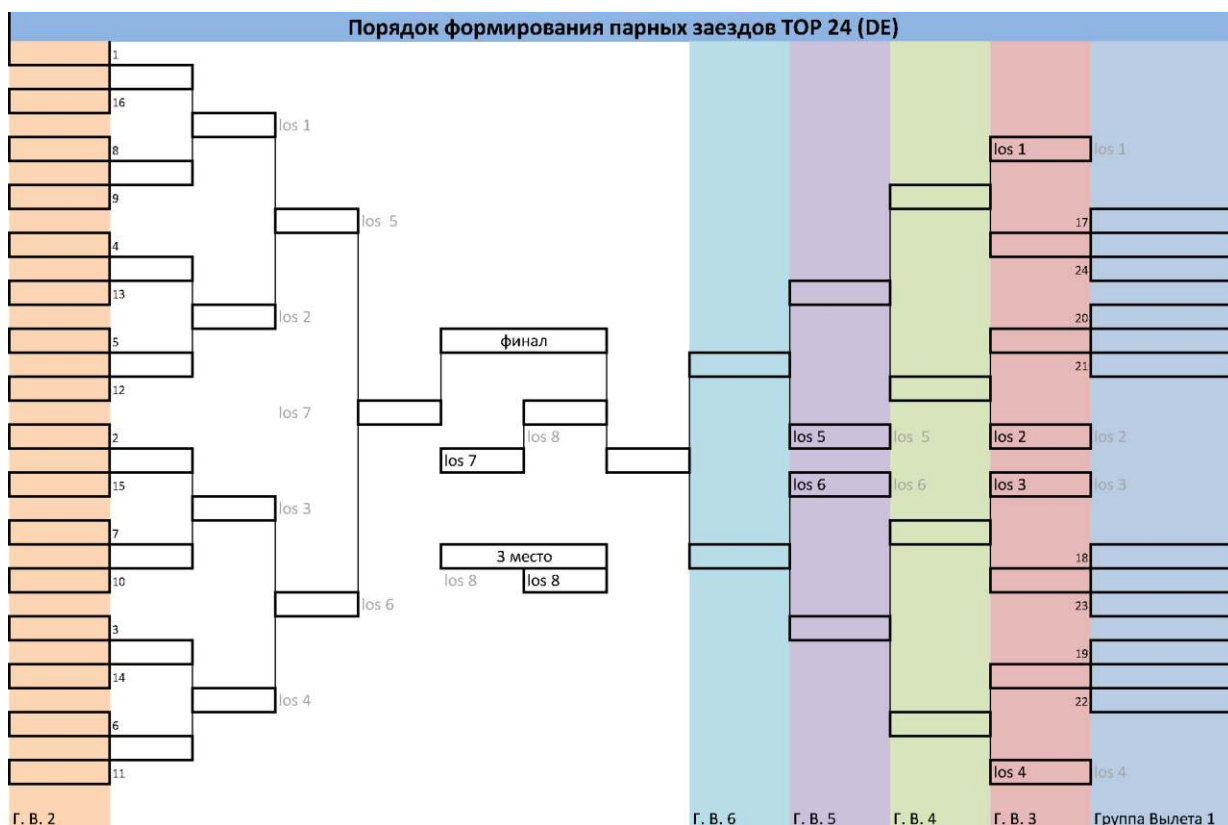 Порядок формирования парных заездов TOP 24 (DE)
1
16
los 1
8
los 1
los 1
9
los 5
17
4
24
13
los 2
20
5
финал
21
12
los 7
2
los 8
los 5
los 5
los 2
los 2
los 7
15
los 6
los 6
los 3
los 3
los 3
7
3 место
18
10
los 8
los 8
23
los 6
3
19
14
los 4
22
6
11
los 4
los 4
Г. В. 2
Г. В. 6
Г. В. 5
Г. В. 4
Г. В. 3
Группа Вылета 1